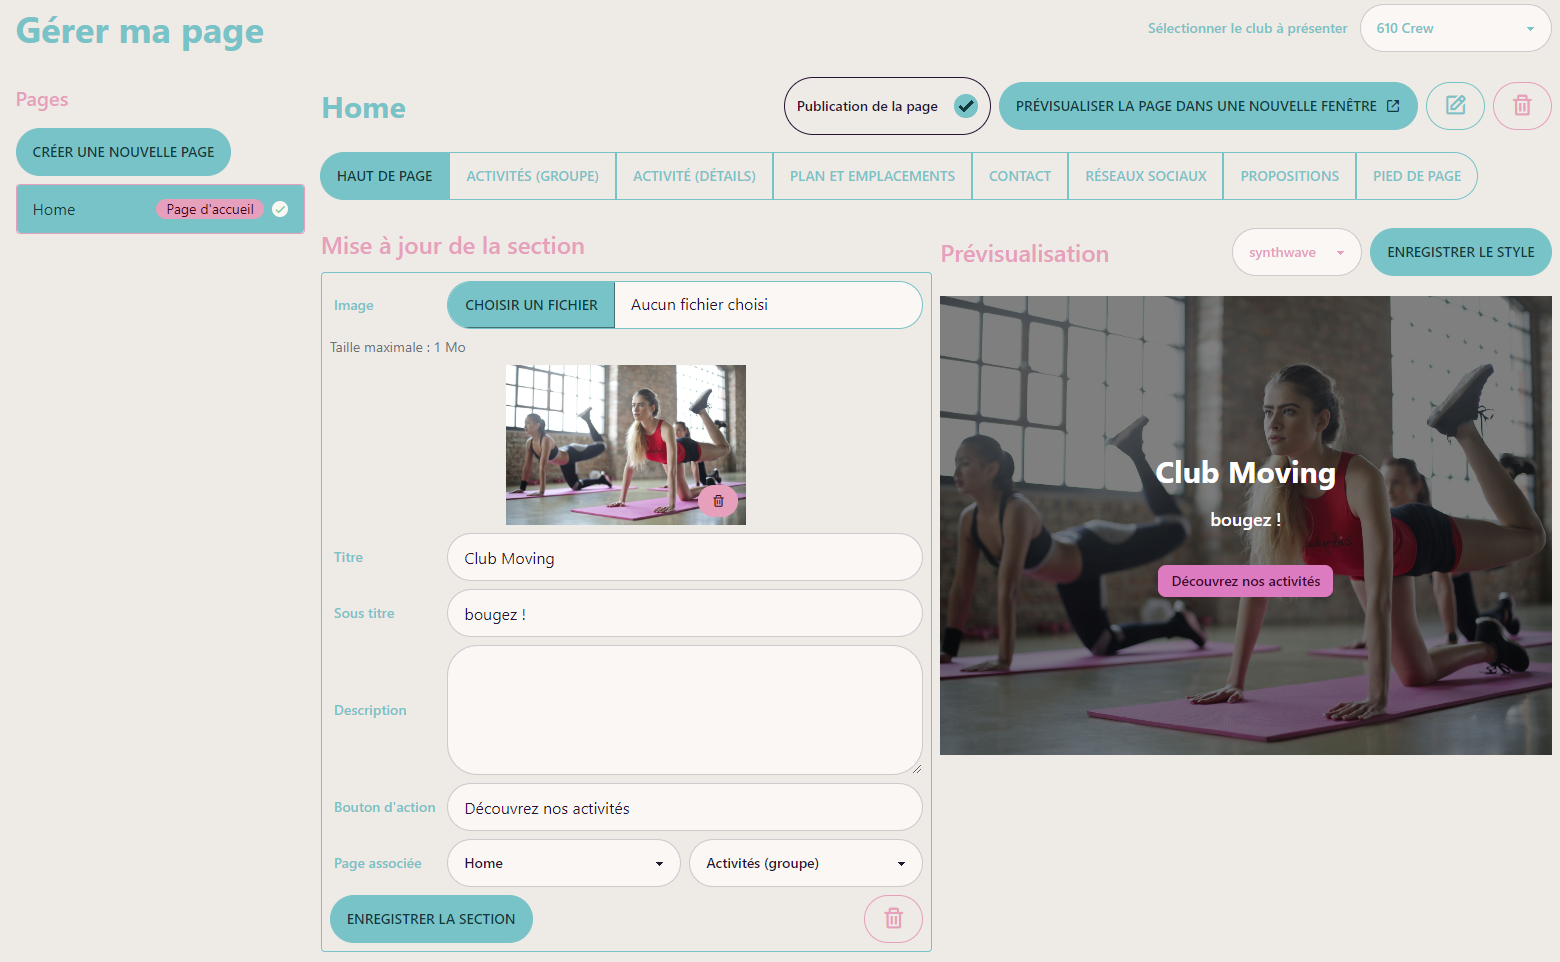 Gérer ma page
Sélectionner le club à présenter
610 Crew
Pages
CRÉER UNE NOUVELLE PAGE
Home
Page d'accueil
Home
Publication de la page
PRÉVISUALISER LA PAGE DANS UNE NOUVELLE FENÊTRE
HAUT DE PAGE
ACTIVITÉS (GROUPE)
ACTIVITÉ (DÉTAILS)
PLAN ET EMPLACEMENTS
CONTACT
RÉSEAUX SOCIAUX
PROPOSITIONS
PIED DE PAGE
Mise à jour de la section
Image
CHOISIR UN FICHIER
Aucun fichier choisi
Taille maximale : 1 Mo
Titre
Club Moving
Sous titre
bougez !
Description
Bouton d'action
Découvrez nos activités
Page associée
Home
Activités (groupe)
ENREGISTRER LA SECTION
Prévisualisation
synthwave
ENREGISTRER LE STYLE
Club Moving
bougez !
Découvrez nos activités